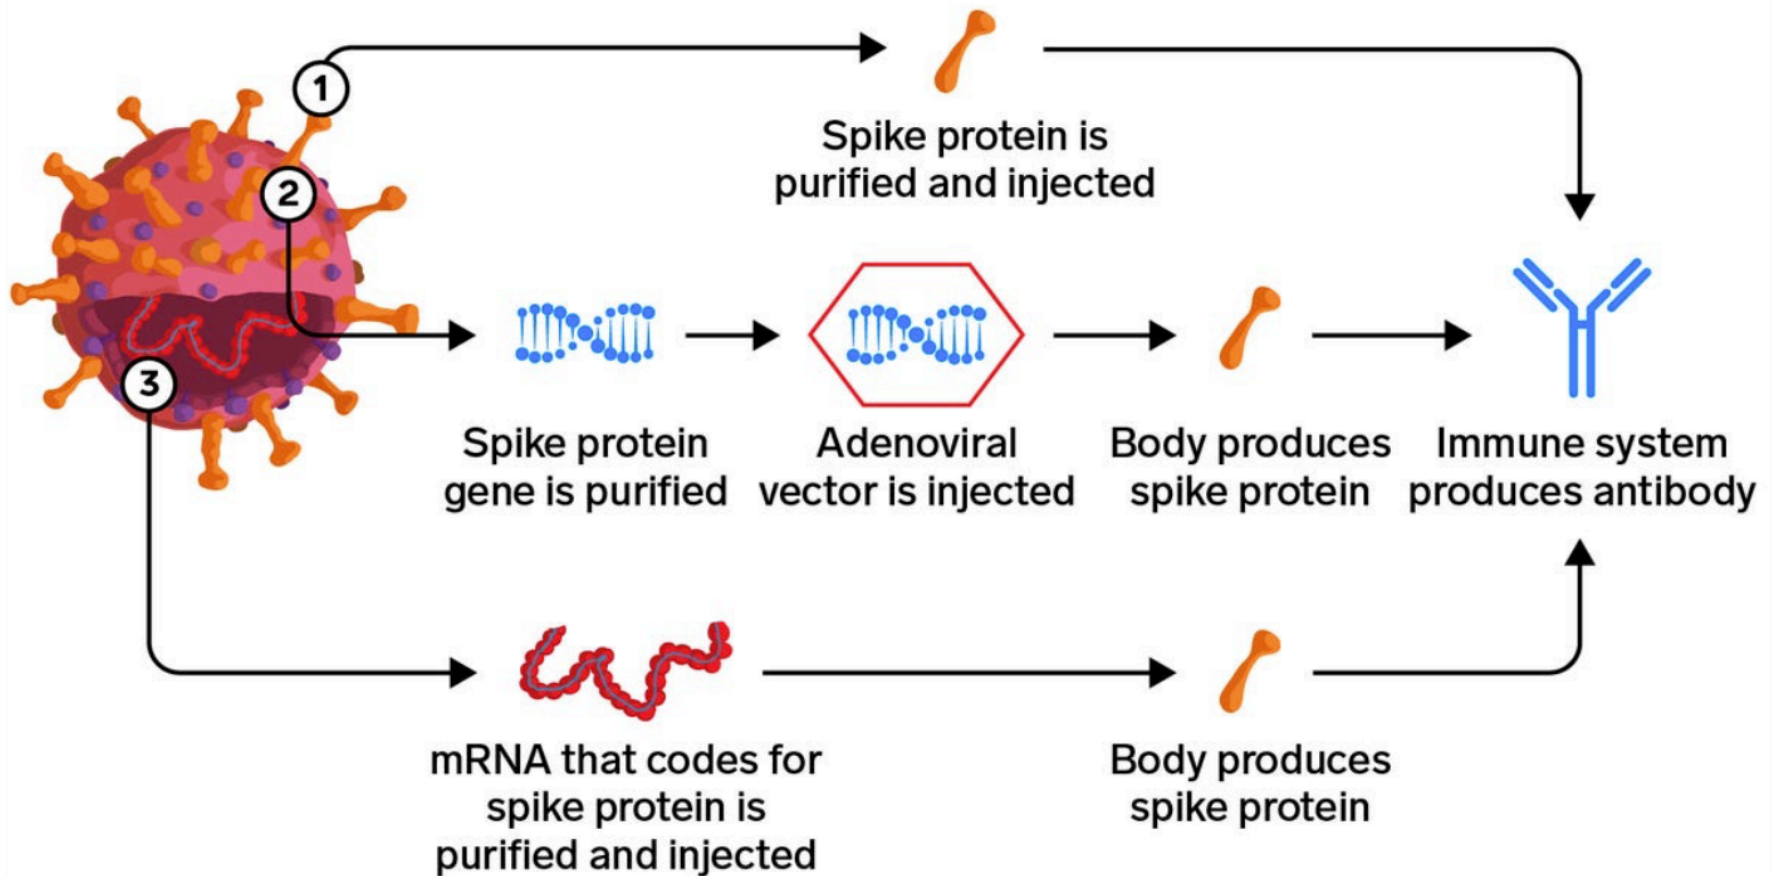 1
Spike protein is
purified and injected
2
Spike protein
gene is purified
Adenoviral
vector is injected
Body produces
spike protein
Immune system
produces antibody
3
mRNA that codes for
spike protein is
purified and injected
Body produces
spike protein